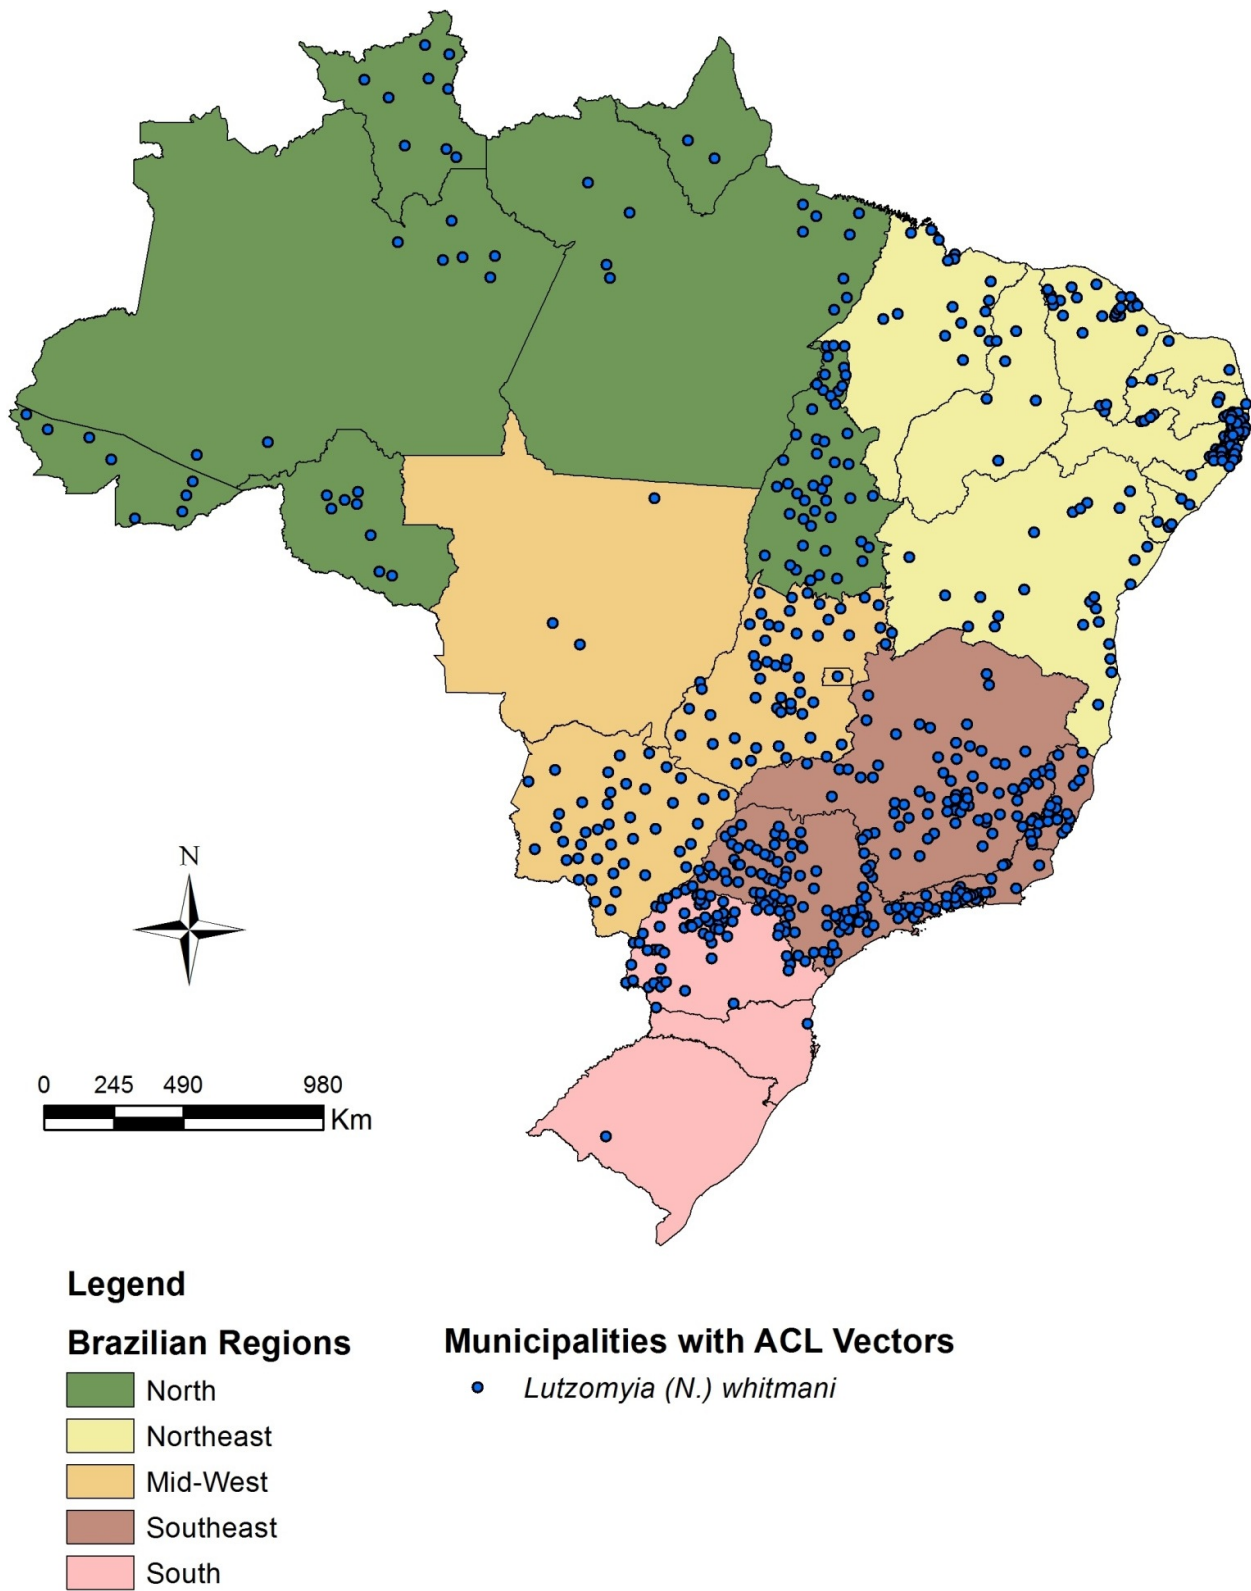 N
0 245 490 980
Km
Legend
Brazilian Regions
North
Northeast
Mid-West
Southeast
South
Municipalities with ACL Vectors
Lutzomyia (N.) whitmani